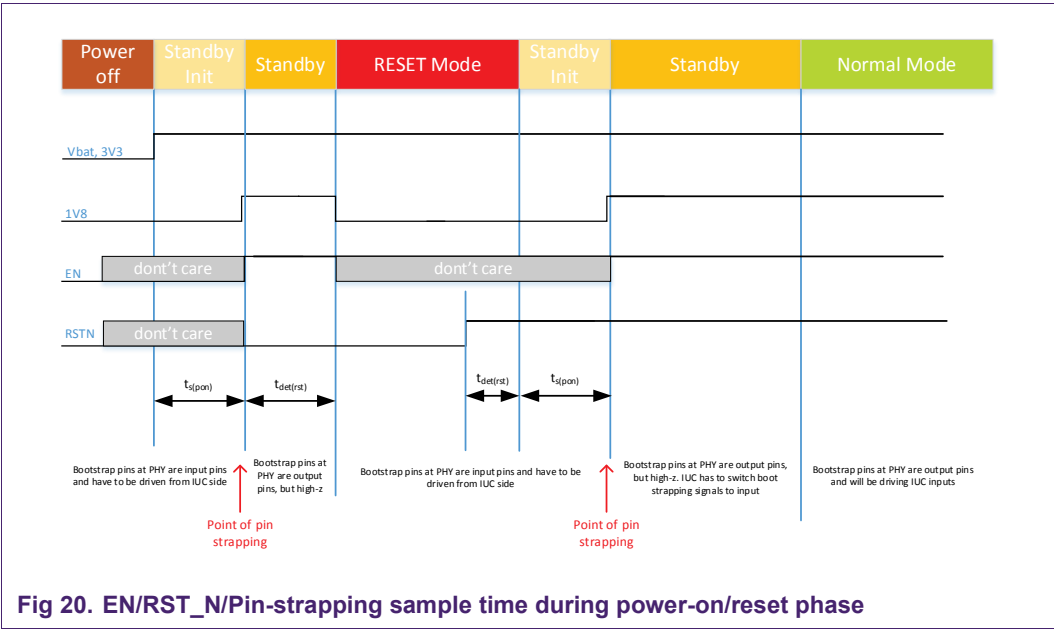 Power off
Standby Init
Standby
RESET Mode
Standby Init
Standby
Normal Mode
Vbat, 3V3
1V8
EN
dont't care
dont't care
RSTN
dont't care
ts(pon)
tdet(rst)
tdet(rst)
ts(pon)
Bootstrap pins at PHY are input pins
and have to be driven from IUC side
Bootstrap pins at
PHY are output
pins, but high-z
Bootstrap pins at PHY are input pins and have to be
driven from IUC side
Bootstrap pins at PHY are output pins,
but high-z. IUC has to switch boot
strapping signals to input
Bootstrap pins at PHY are output pins
and will be driving IUC inputs
Point of pin
strapping
Point of pin
strapping
Fig 20. EN/RST_N/Pin-strapping sample time during power-on/reset phase